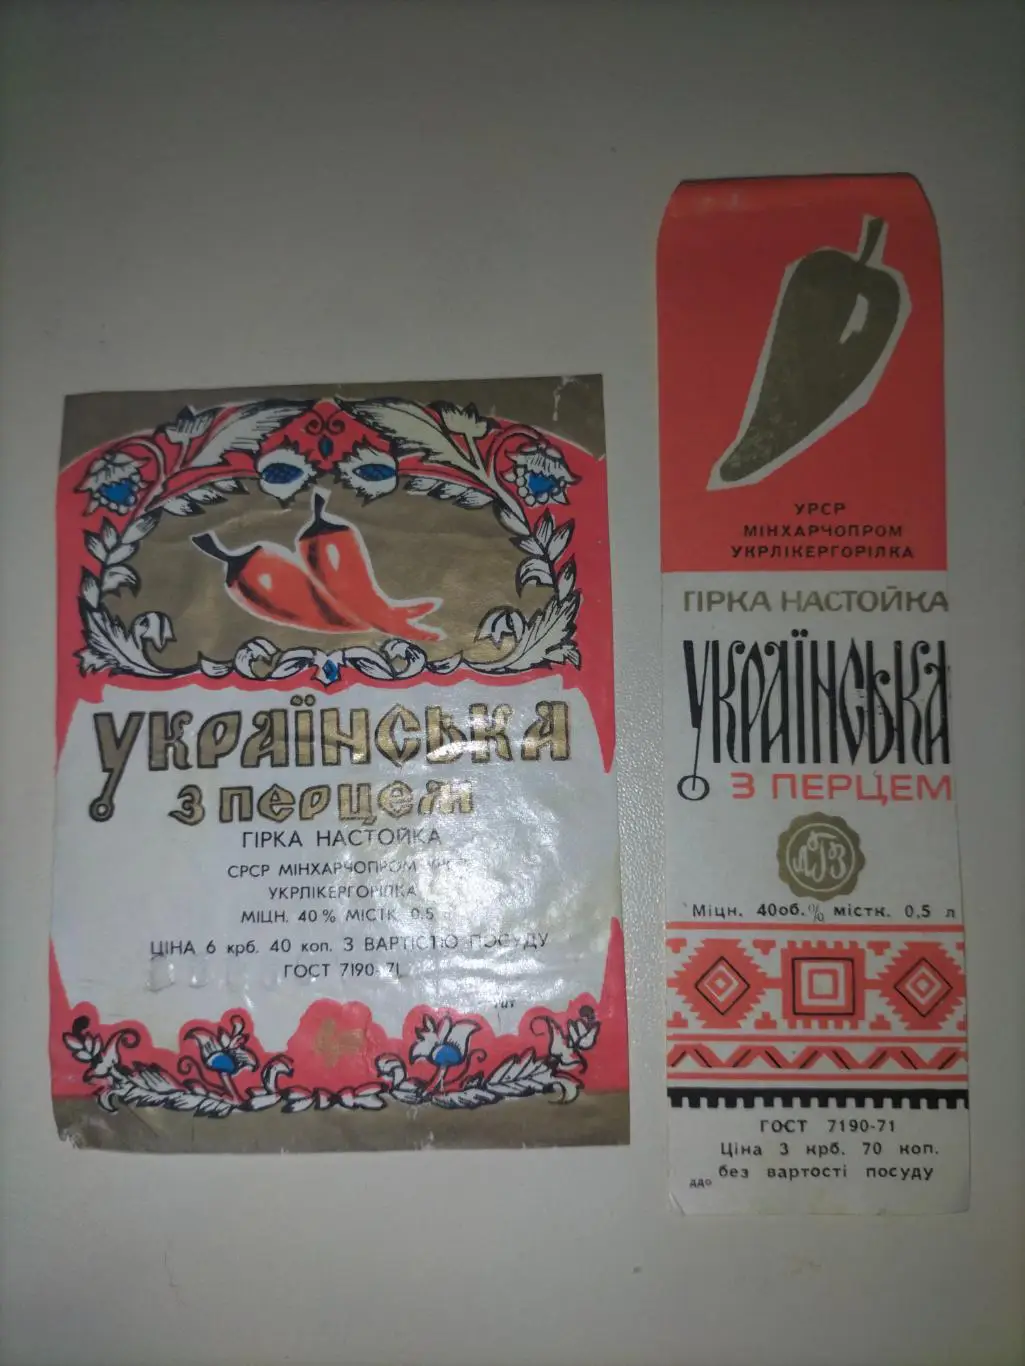 УКРАЇНСЬКА
З ПЕРЦЕМ
ГІРКА НАСТОЙКА
СРСР МІНХАРЧОПРОМ
УКРЛІКЕРГОРІЛКА
МІЦН. 40% МІСТК. 0,5
ЦІНА 6 крб. 40 коп. З ВАРТІСТЮ ПОСУДУ
ГОСТ 7190-71
УРСР
МІНХАРЧОПРОМ
УКРЛІКЕРГОРІЛКА
ГІРКА НАСТОЙКА
УКРАЇНСЬКА
З ПЕРЦЕМ
ЛГЗ
Міцн. 40об.% містк. 0,5 л
ГОСТ 7190-71
Ціна 3 крб. 70 коп.
без вартості посуду
ДДО